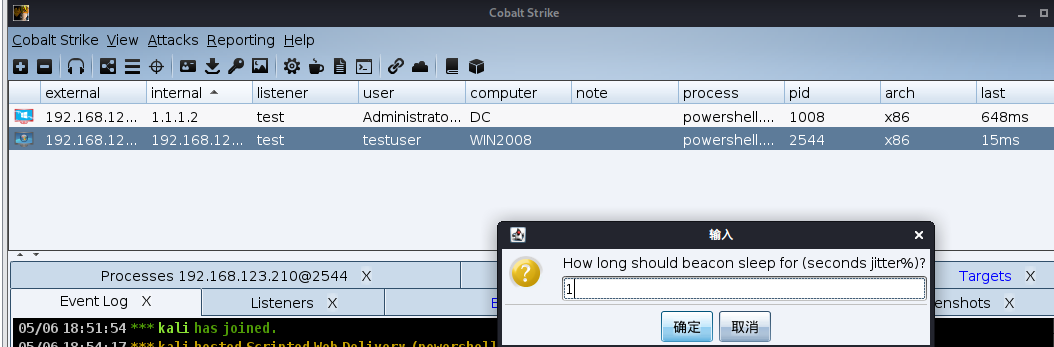 Cobalt Strike
Cobalt Strike View Attacks Reporting Help
external internal listener user computer note process pid arch last
192.168.12... 1.1.1.2 test Administrato... DC powershell.... 1008 x86 648ms
192.168.12... 192.168.12... test testuser WIN2008 powershell.... 2544 x86 15ms
输入
How long should beacon sleep for (seconds jitter%)?
1
确定 取消
Processes 192.168.123.210@2544 X Targets X
Event Log X Listeners X enshots X
05/06 18:51:54 *** kali has joined.
05/06 18:54:17 *** kali hosted Scripted Web Delivery (powershell